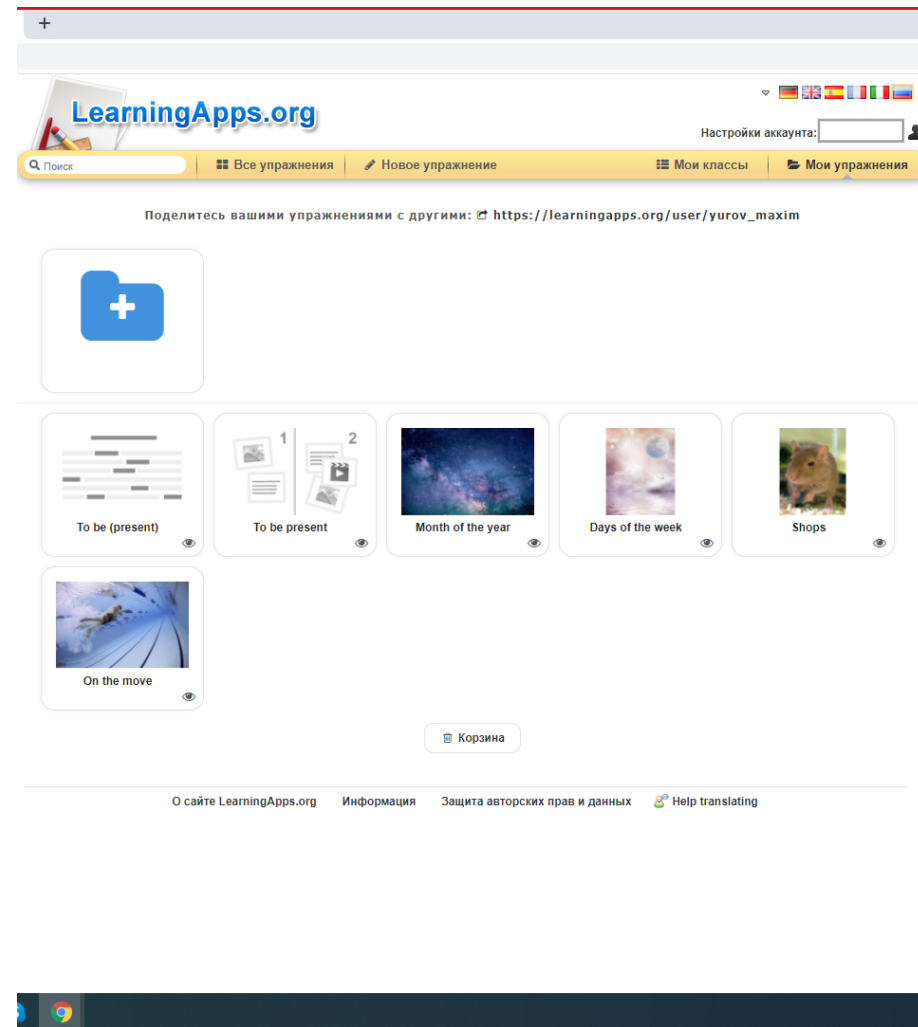 +
LearningApps.org
Настройки аккаунта:
Поиск
Все упражнения
Новое упражнение
Мои классы
Мои упражнения
Поделитесь вашими упражнениями с другими: https://learningapps.org/user/yurov_maxim
1 2
To be (present)
To be present
Month of the year
Days of the week
Shops
On the move
Корзина
О сайте LearningApps.org Информация Защита авторских прав и данных Help translating